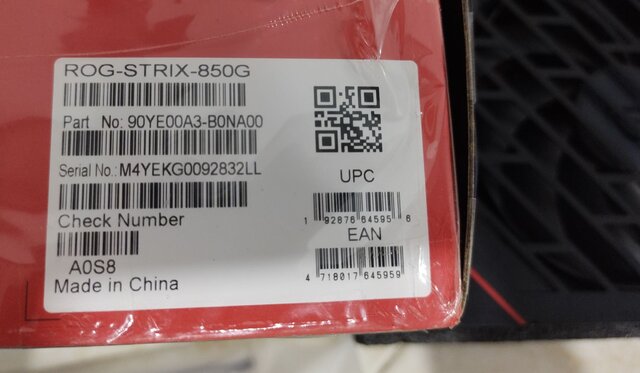 ROG-STRIX-850G
Part No: 90YE00A3-B0NA00
Serial No.: M4YEKG0092832LL
Check Number
A0S8
Made in China
UPC
1 92876 64595 6
EAN
4 718017 645959